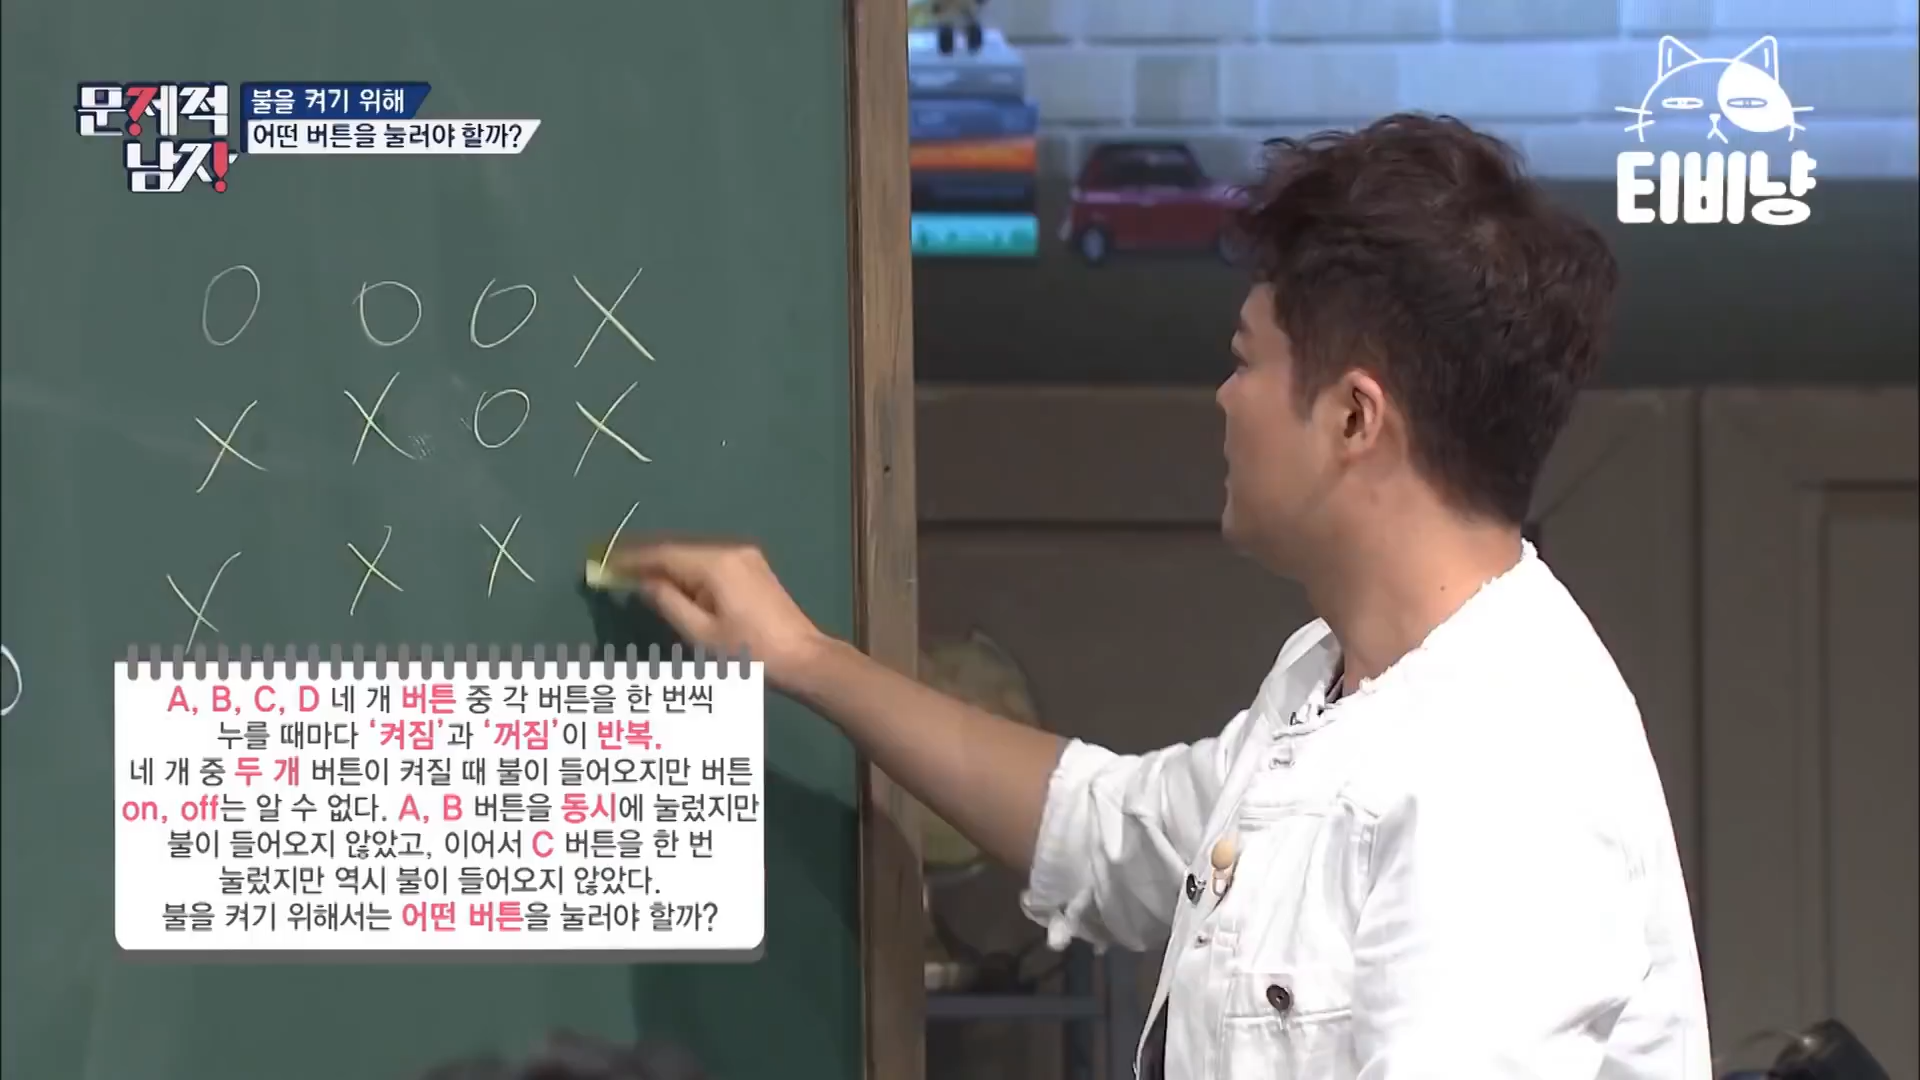 문제적
남자!
불을 켜기 위해
어떤 버튼을 눌러야 할까?
티비냥
O O O X
X X O X
X X X
A, B, C, D 네 개 버튼 중 각 버튼을 한 번씩
누를 때마다 ‘켜짐’과 ‘꺼짐’이 반복.
네 개 중 두 개 버튼이 켜질 때 불이 들어오지만 버튼
on, off는 알 수 없다. A, B 버튼을 동시에 눌렀지만
불이 들어오지 않았고, 이어서 C 버튼을 한 번
눌렀지만 역시 불이 들어오지 않았다.
불을 켜기 위해서는 어떤 버튼을 눌러야 할까?